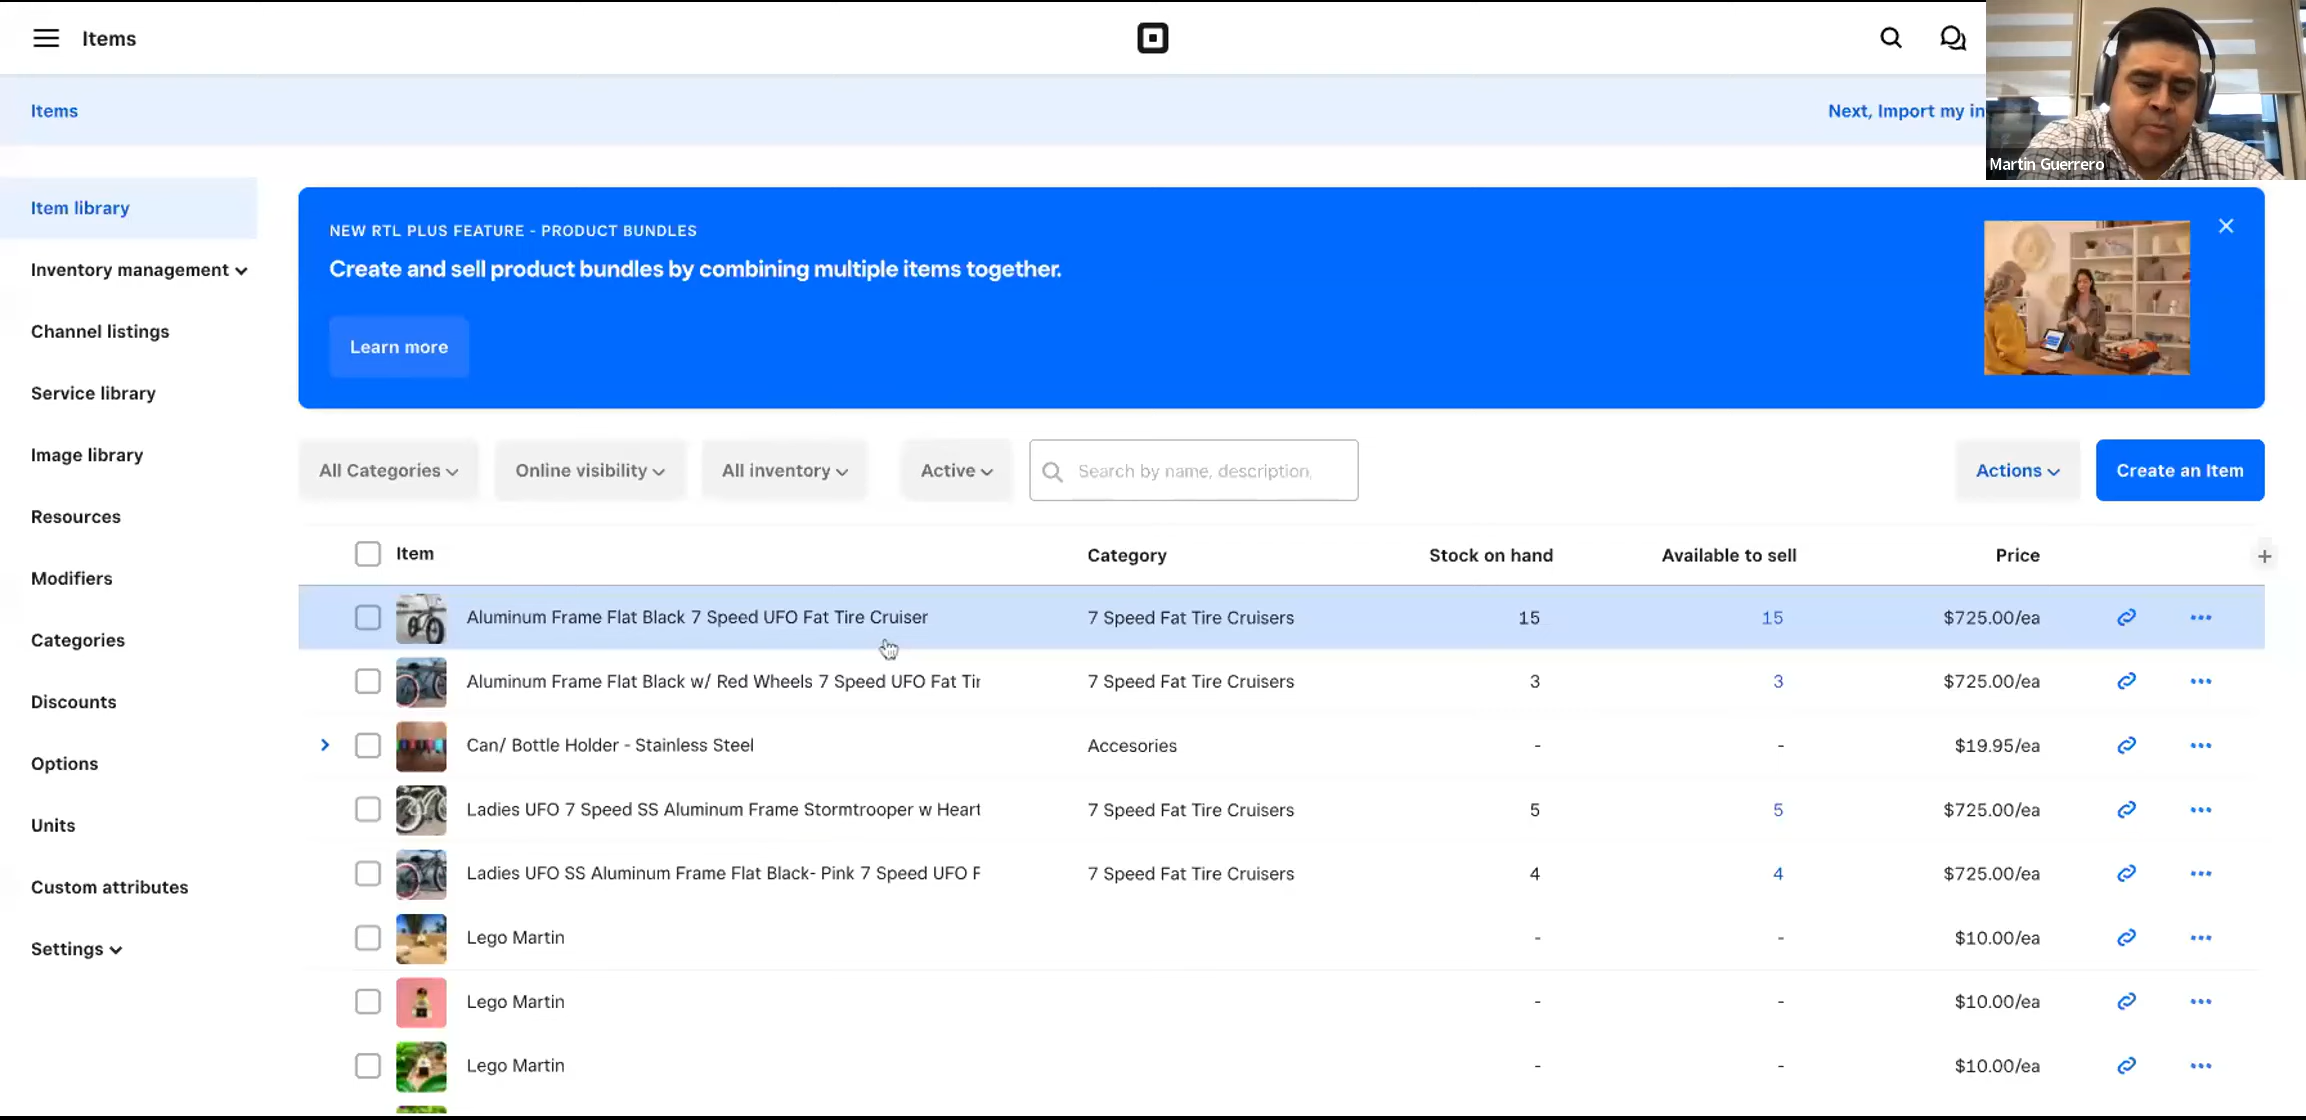 Items
Items
Next, Import my in
Martin Guerrero
Item library
Inventory management
Channel listings
Service library
Image library
Resources
Modifiers
Categories
Discounts
Options
Units
Custom attributes
Settings
NEW RTL PLUS FEATURE - PRODUCT BUNDLES
Create and sell product bundles by combining multiple items together.
Learn more
All Categories
Online visibility
All inventory
Active
Search by name, description,
Actions
Create an Item
Item Category Stock on hand Available to sell Price +
Aluminum Frame Flat Black 7 Speed UFO Fat Tire Cruiser 7 Speed Fat Tire Cruisers 15 15 $725.00/ea
Aluminum Frame Flat Black w/ Red Wheels 7 Speed UFO Fat Tir 7 Speed Fat Tire Cruisers 3 3 $725.00/ea
Can/ Bottle Holder - Stainless Steel Accesories - - $19.95/ea
Ladies UFO 7 Speed SS Aluminum Frame Stormtrooper w Heart 7 Speed Fat Tire Cruisers 5 5 $725.00/ea
Ladies UFO SS Aluminum Frame Flat Black- Pink 7 Speed UFO F 7 Speed Fat Tire Cruisers 4 4 $725.00/ea
Lego Martin - - $10.00/ea
Lego Martin - - $10.00/ea
Lego Martin - - $10.00/ea